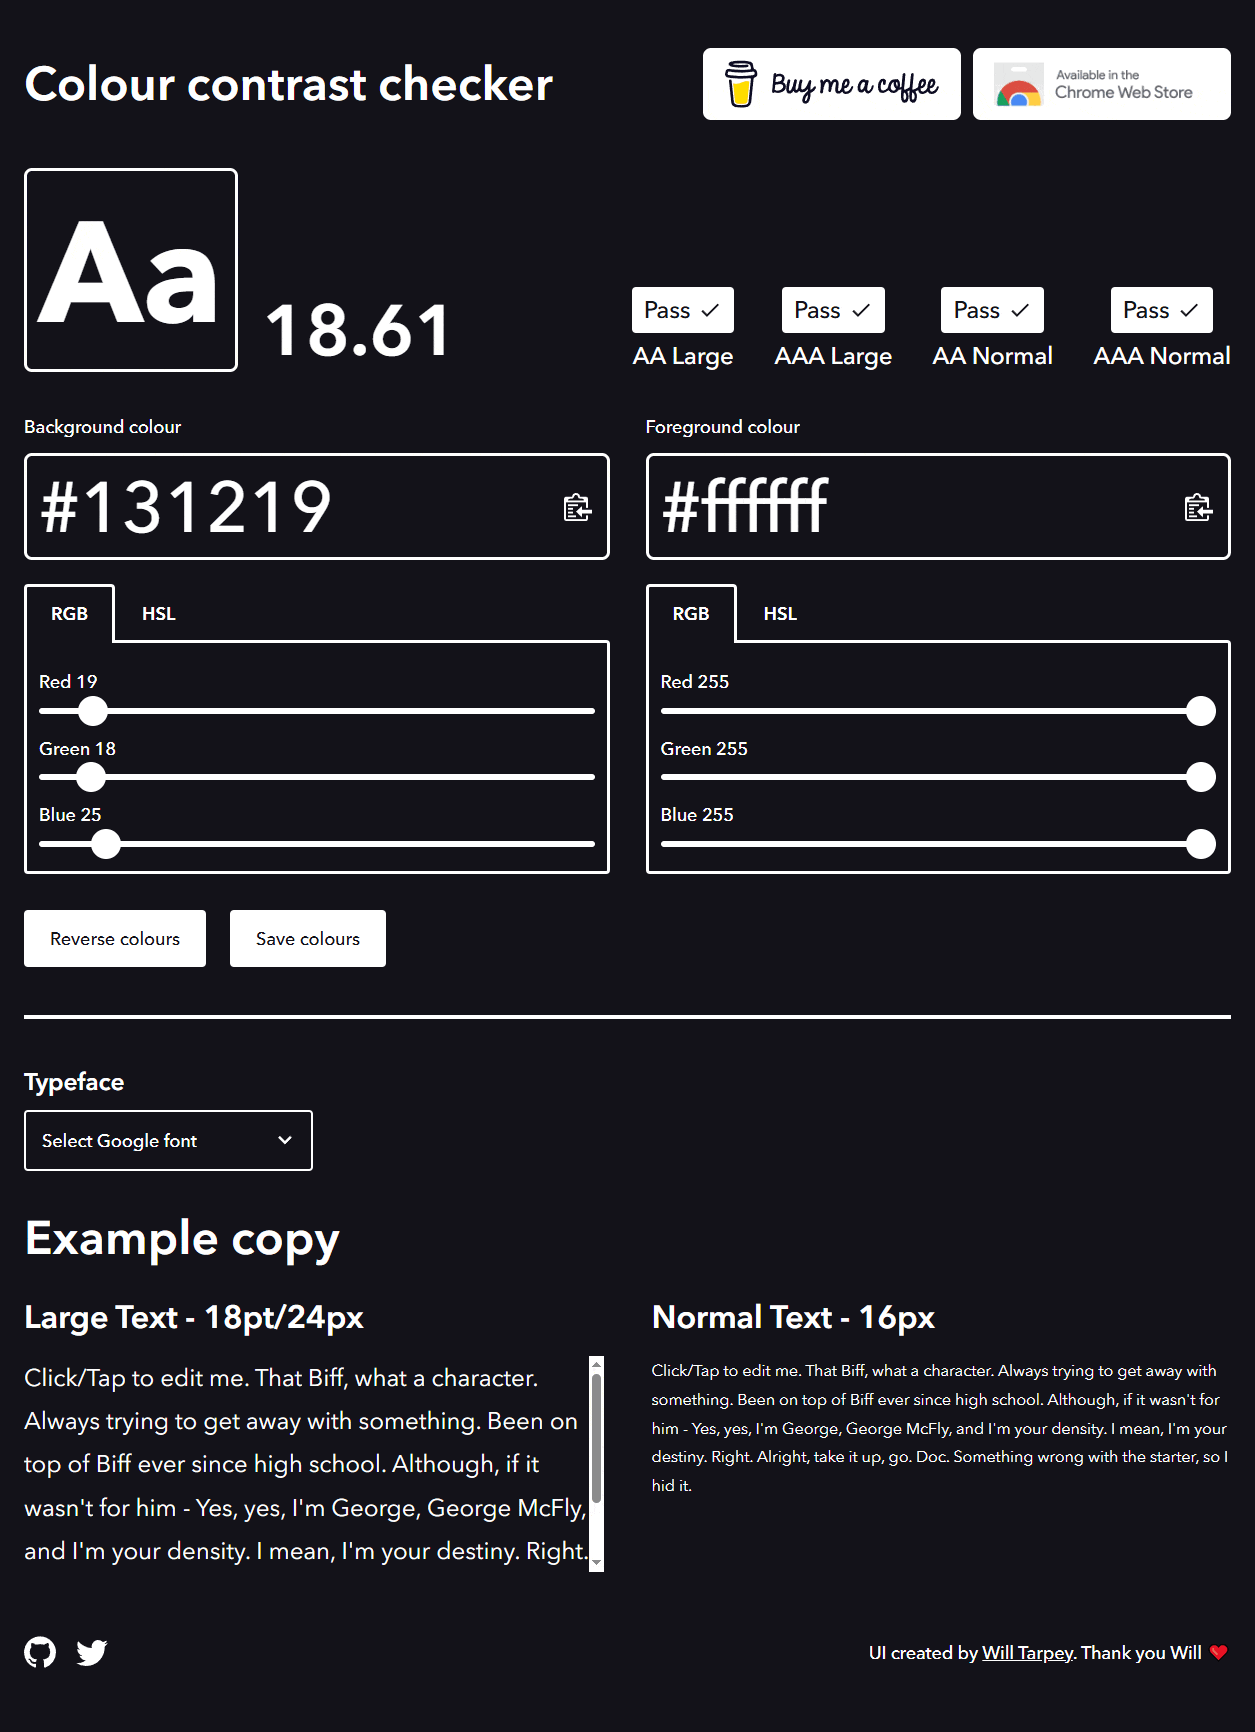 Colour contrast checker
Buy me a coffee
Available in the
Chrome Web Store
Aa
18.61
Pass
AA Large
Pass
AAA Large
Pass
AA Normal
Pass
AAA Normal
Background colour
#131219
RGB HSL
Red 19
Green 18
Blue 25
Foreground colour
#ffffff
RGB HSL
Red 255
Green 255
Blue 255
Reverse colours
Save colours
Typeface
Select Google font
Example copy
Large Text - 18pt/24px
Click/Tap to edit me. That Biff, what a character.
Always trying to get away with something. Been on
top of Biff ever since high school. Although, if it
wasn't for him - Yes, yes, I'm George, George McFly,
and I'm your density. I mean, I'm your destiny. Right.
Normal Text - 16px
Click/Tap to edit me. That Biff, what a character. Always trying to get away with
something. Been on top of Biff ever since high school. Although, if it wasn't for
him - Yes, yes, I'm George, George McFly, and I'm your density. I mean, I'm your
destiny. Right. Alright, take it up, go. Doc. Something wrong with the starter, so I
hid it.
UI created by Will Tarpey. Thank you Will ❤️